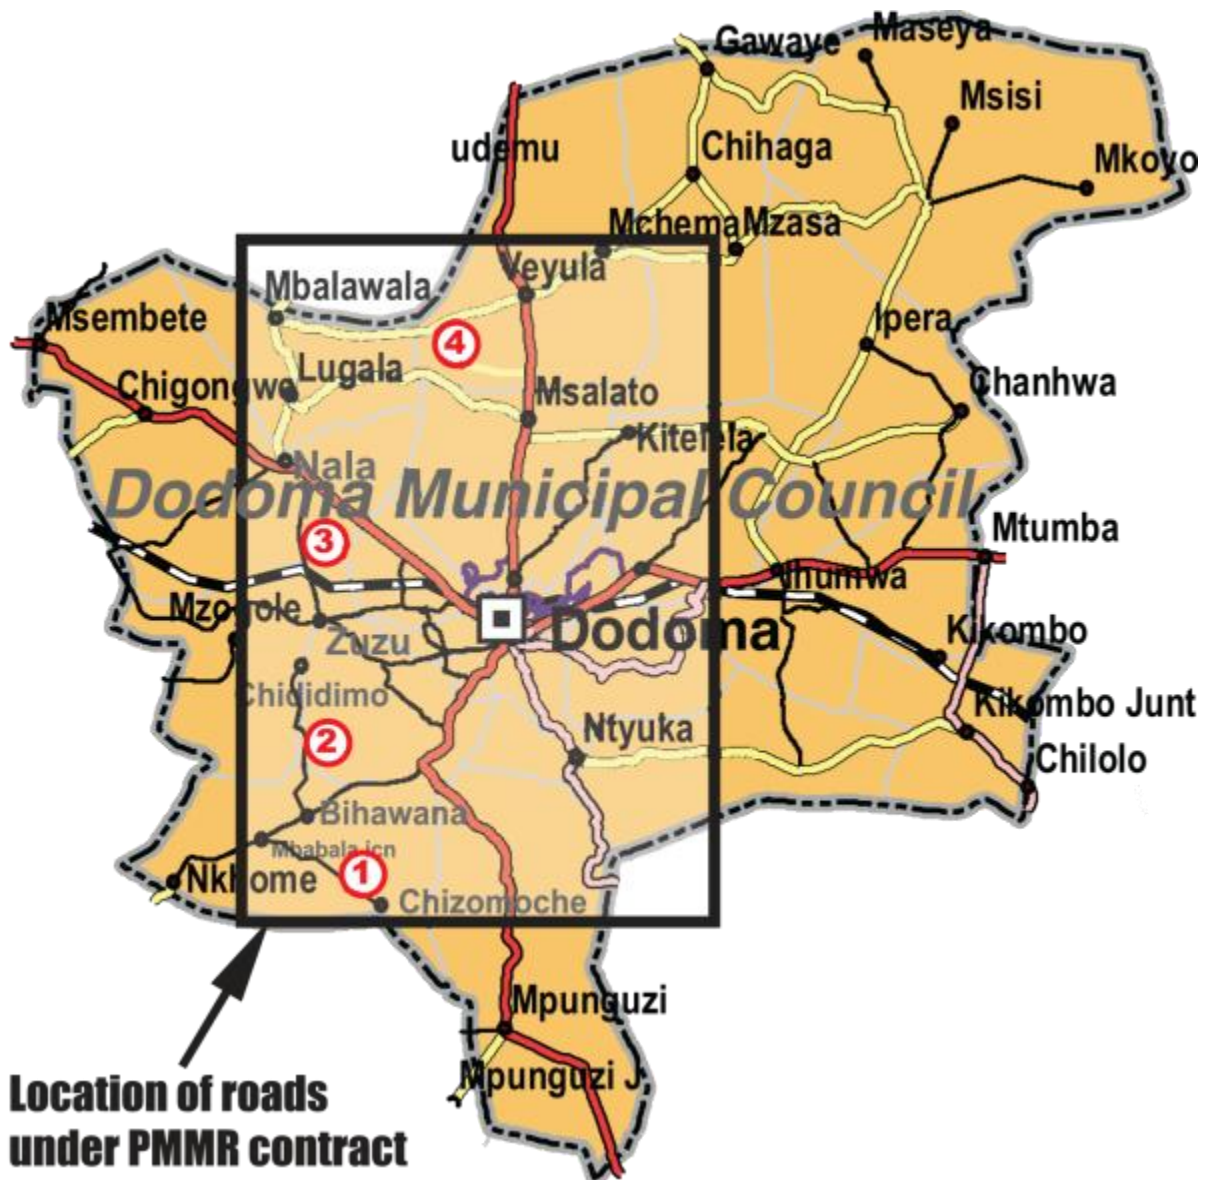 Gawaye
Maseya
Msisi
udemu
Chihaga
Mkoyo
Mchema
Mzasa
Veyula
Mbalawala
Msembete
4
Ipera
Lugala
Chigongwe
Msalato
Chanhwa
Kitelela
Nala
Dodoma Municipal Council
Mtumba
3
Ihumwa
Mzogole
Zuzu
Dodoma
Kikombo
Chididimo
Kikombo Junt
2
Ntyuka
Chilolo
Bihawana
Mbabala jcn
1
Nkhome
Chizomoche
Mpunguzi
Mpunguzi J
Location of roads
under PMMR contract